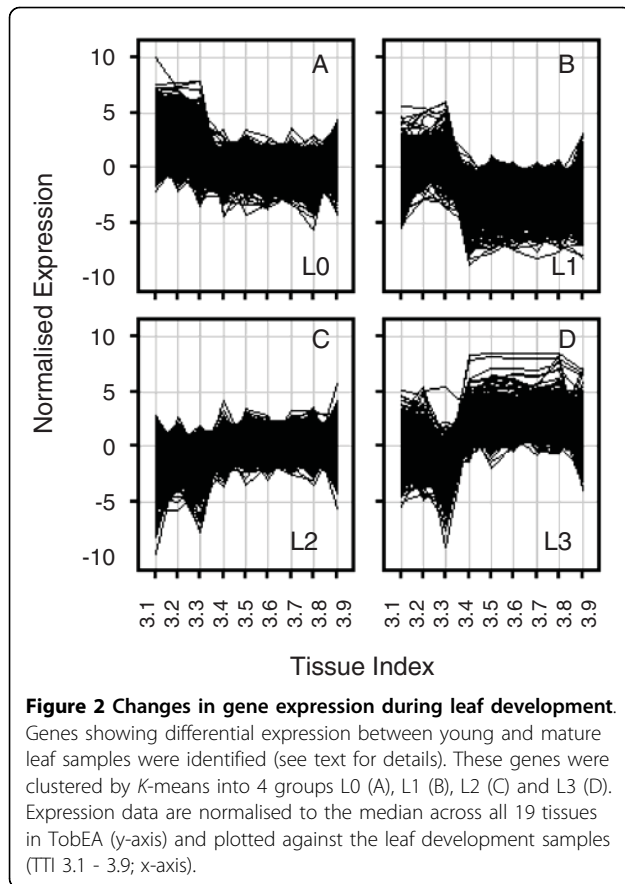 Normalised Expression
10
5
0
-5
-10
A
L0
B
L1
10
5
0
-5
-10
C
L2
D
L3
3.1
3.2
3.3
3.4
3.5
3.6
3.7
3.8
3.9
3.1
3.2
3.3
3.4
3.5
3.6
3.7
3.8
3.9
Tissue Index
Figure 2 Changes in gene expression during leaf development.
Genes showing differential expression between young and mature
leaf samples were identified (see text for details). These genes were
clustered by K-means into 4 groups L0 (A), L1 (B), L2 (C) and L3 (D).
Expression data are normalised to the median across all 19 tissues
in TobEA (y-axis) and plotted against the leaf development samples
(TTI 3.1 - 3.9; x-axis).